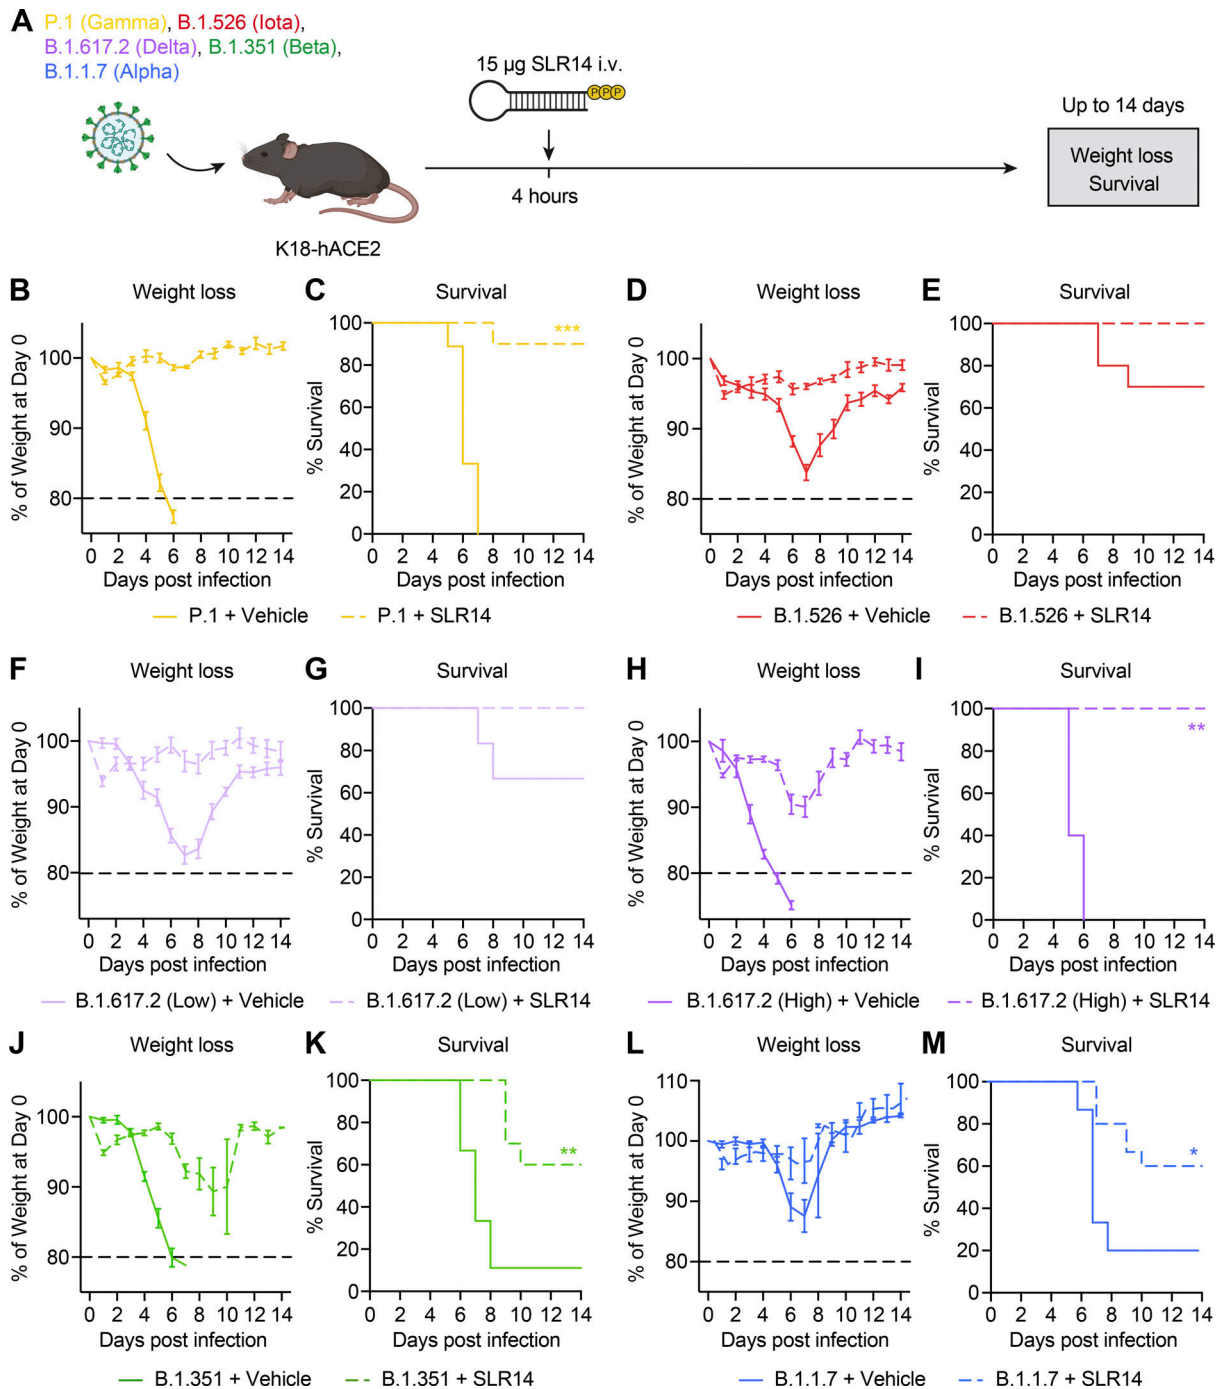 A
P.1 (Gamma), B.1.526 (Iota),
B.1.617.2 (Delta), B.1.351 (Beta),
B.1.1.7 (Alpha)
15 µg SLR14 i.v.
P P P
4 hours
K18-hACE2
Up to 14 days
Weight loss
Survival
B
Weight loss
% of Weight at Day 0
100
90
80
0 2 4 6 8 10 12 14
Days post infection
C
Survival
% Survival
100
80
60
40
20
0
***
0 2 4 6 8 10 12 14
Days post infection
P.1 + Vehicle
P.1 + SLR14
D
Weight loss
% of Weight at Day 0
100
90
80
0 2 4 6 8 10 12 14
Days post infection
E
Survival
% Survival
100
80
60
40
20
0
0 2 4 6 8 10 12 14
Days post infection
B.1.526 + Vehicle
B.1.526 + SLR14
F
Weight loss
% of Weight at Day 0
100
90
80
0 2 4 6 8 10 12 14
Days post infection
G
Survival
% Survival
100
80
60
40
20
0
0 2 4 6 8 10 12 14
Days post infection
B.1.617.2 (Low) + Vehicle
B.1.617.2 (Low) + SLR14
H
Weight loss
% of Weight at Day 0
100
90
80
0 2 4 6 8 10 12 14
Days post infection
I
Survival
% Survival
100
80
60
40
20
0
**
0 2 4 6 8 10 12 14
Days post infection
B.1.617.2 (High) + Vehicle
B.1.617.2 (High) + SLR14
J
Weight loss
% of Weight at Day 0
100
90
80
0 2 4 6 8 10 12 14
Days post infection
K
Survival
% Survival
100
80
60
40
20
0
**
0 2 4 6 8 10 12 14
Days post infection
B.1.351 + Vehicle
B.1.351 + SLR14
L
Weight loss
% of Weight at Day 0
110
100
90
80
0 2 4 6 8 10 12 14
Days post infection
M
Survival
% Survival
100
80
60
40
20
0
*
0 2 4 6 8 10 12 14
Days post infection
B.1.1.7 + Vehicle
B.1.1.7 + SLR14